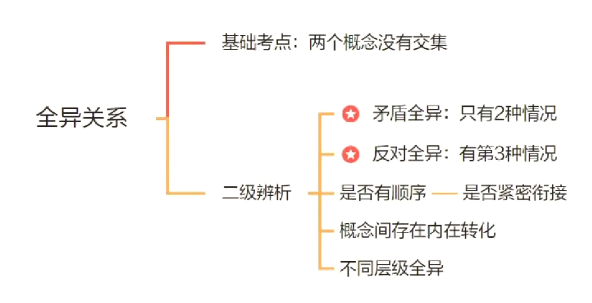 全异关系
基础考点：两个概念没有交集
二级辨析
矛盾全异：只有2种情况
反对全异：有第3种情况
是否有顺序
是否紧密衔接
概念间存在内在转化
不同层级全异